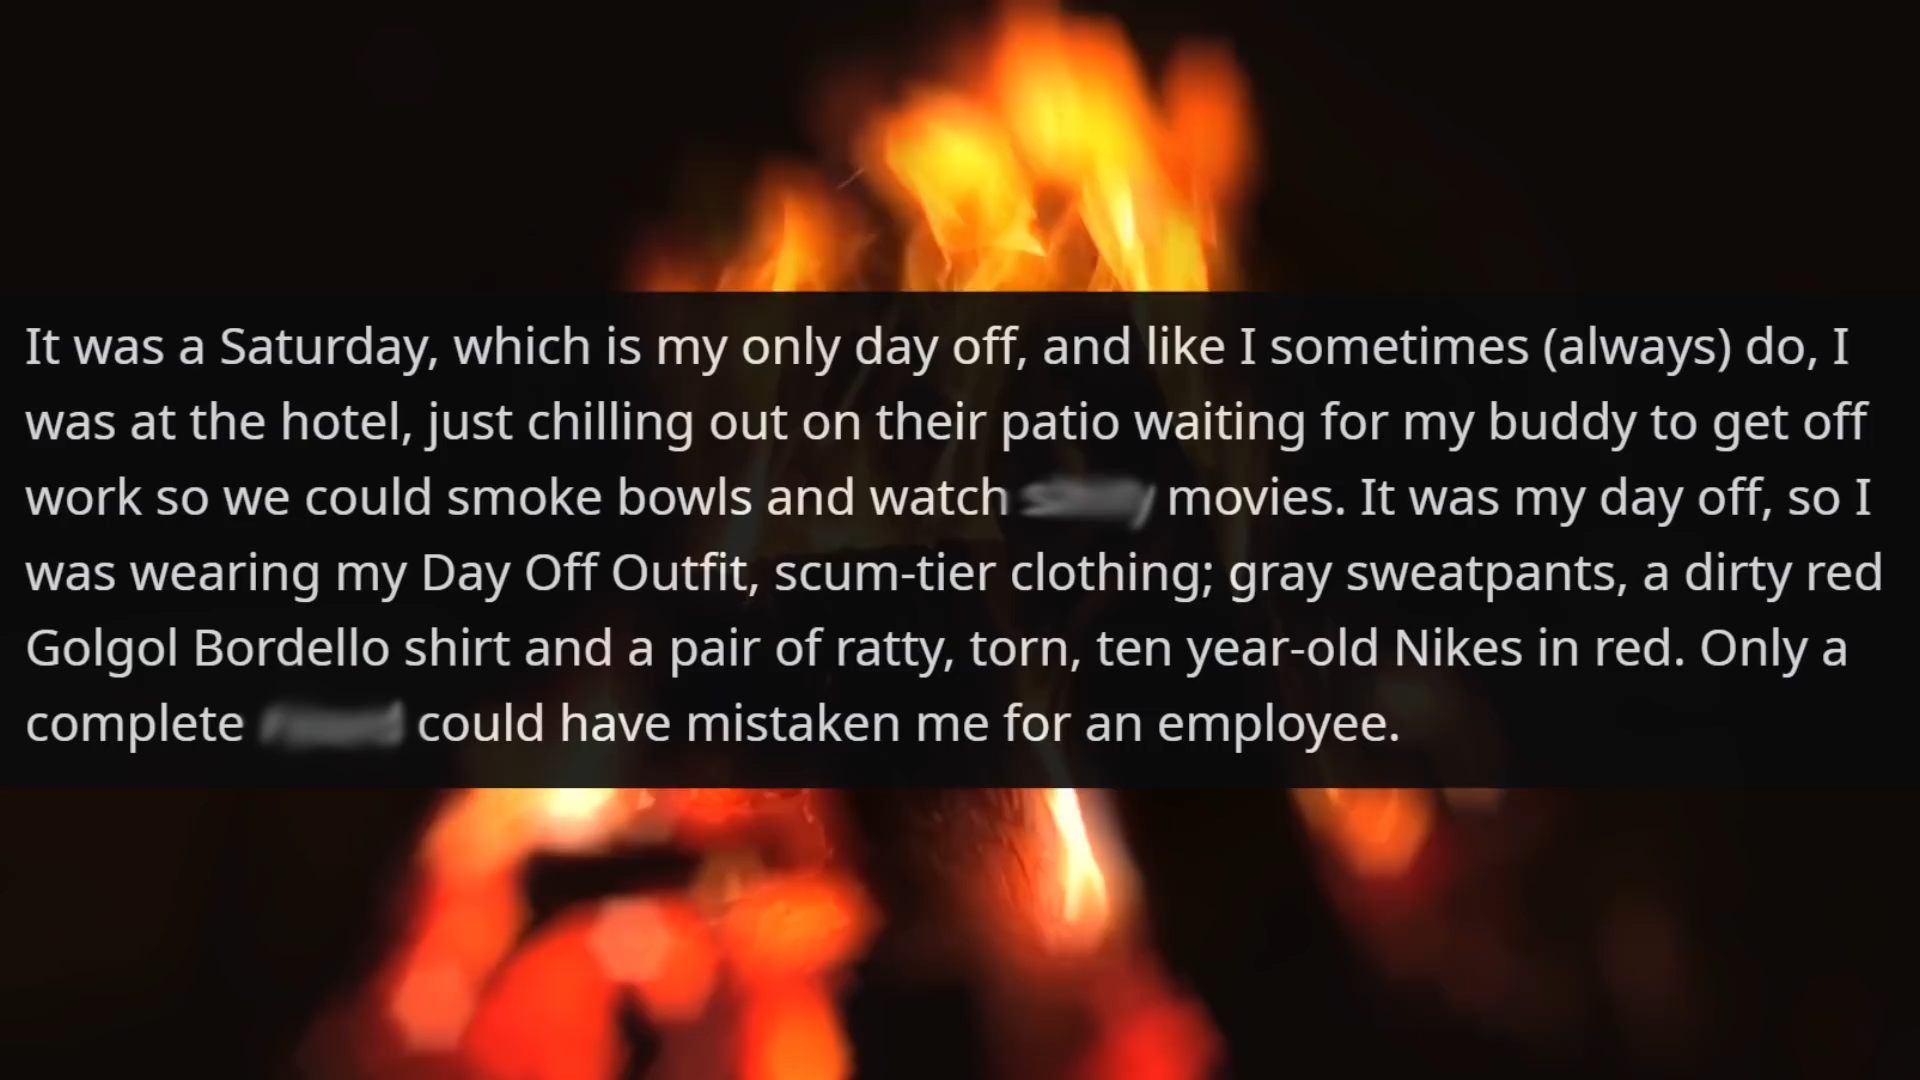 It was a Saturday, which is my only day off, and like I sometimes (always) do, I
was at the hotel, just chilling out on their patio waiting for my buddy to get off
work so we could smoke bowls and watch movies. It was my day off, so I
was wearing my Day Off Outfit, scum-tier clothing; gray sweatpants, a dirty red
Golgol Bordello shirt and a pair of ratty, torn, ten year-old Nikes in red. Only a
complete could have mistaken me for an employee.